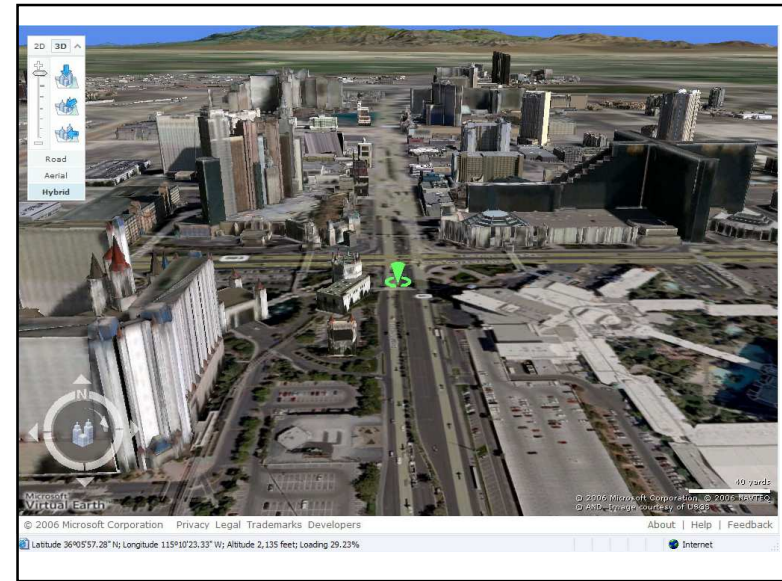 2D 3D
Road
Aerial
Hybrid
N
40 yards
Microsoft
Virtual Earth
© 2006 Microsoft Corporation © 2006 NAVTEQ
© AND Image courtesy of USGS
© 2006 Microsoft Corporation Privacy Legal Trademarks Developers About | Help | Feedback
Latitude 36°05'57.28" N; Longitude 115°10'23.33" W; Altitude 2,135 feet; Loading 29.23% Internet